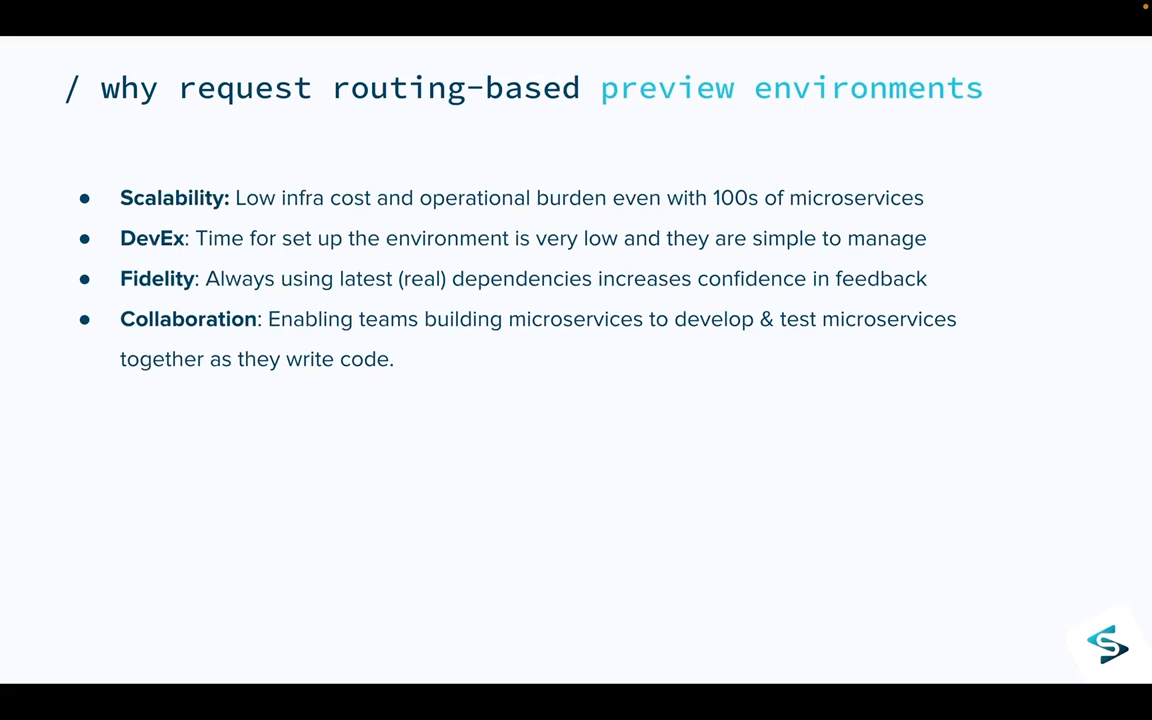 / why request routing-based preview environments
● Scalability: Low infra cost and operational burden even with 100s of microservices
● DevEx: Time for set up the environment is very low and they are simple to manage
● Fidelity: Always using latest (real) dependencies increases confidence in feedback
● Collaboration: Enabling teams building microservices to develop & test microservices
together as they write code.